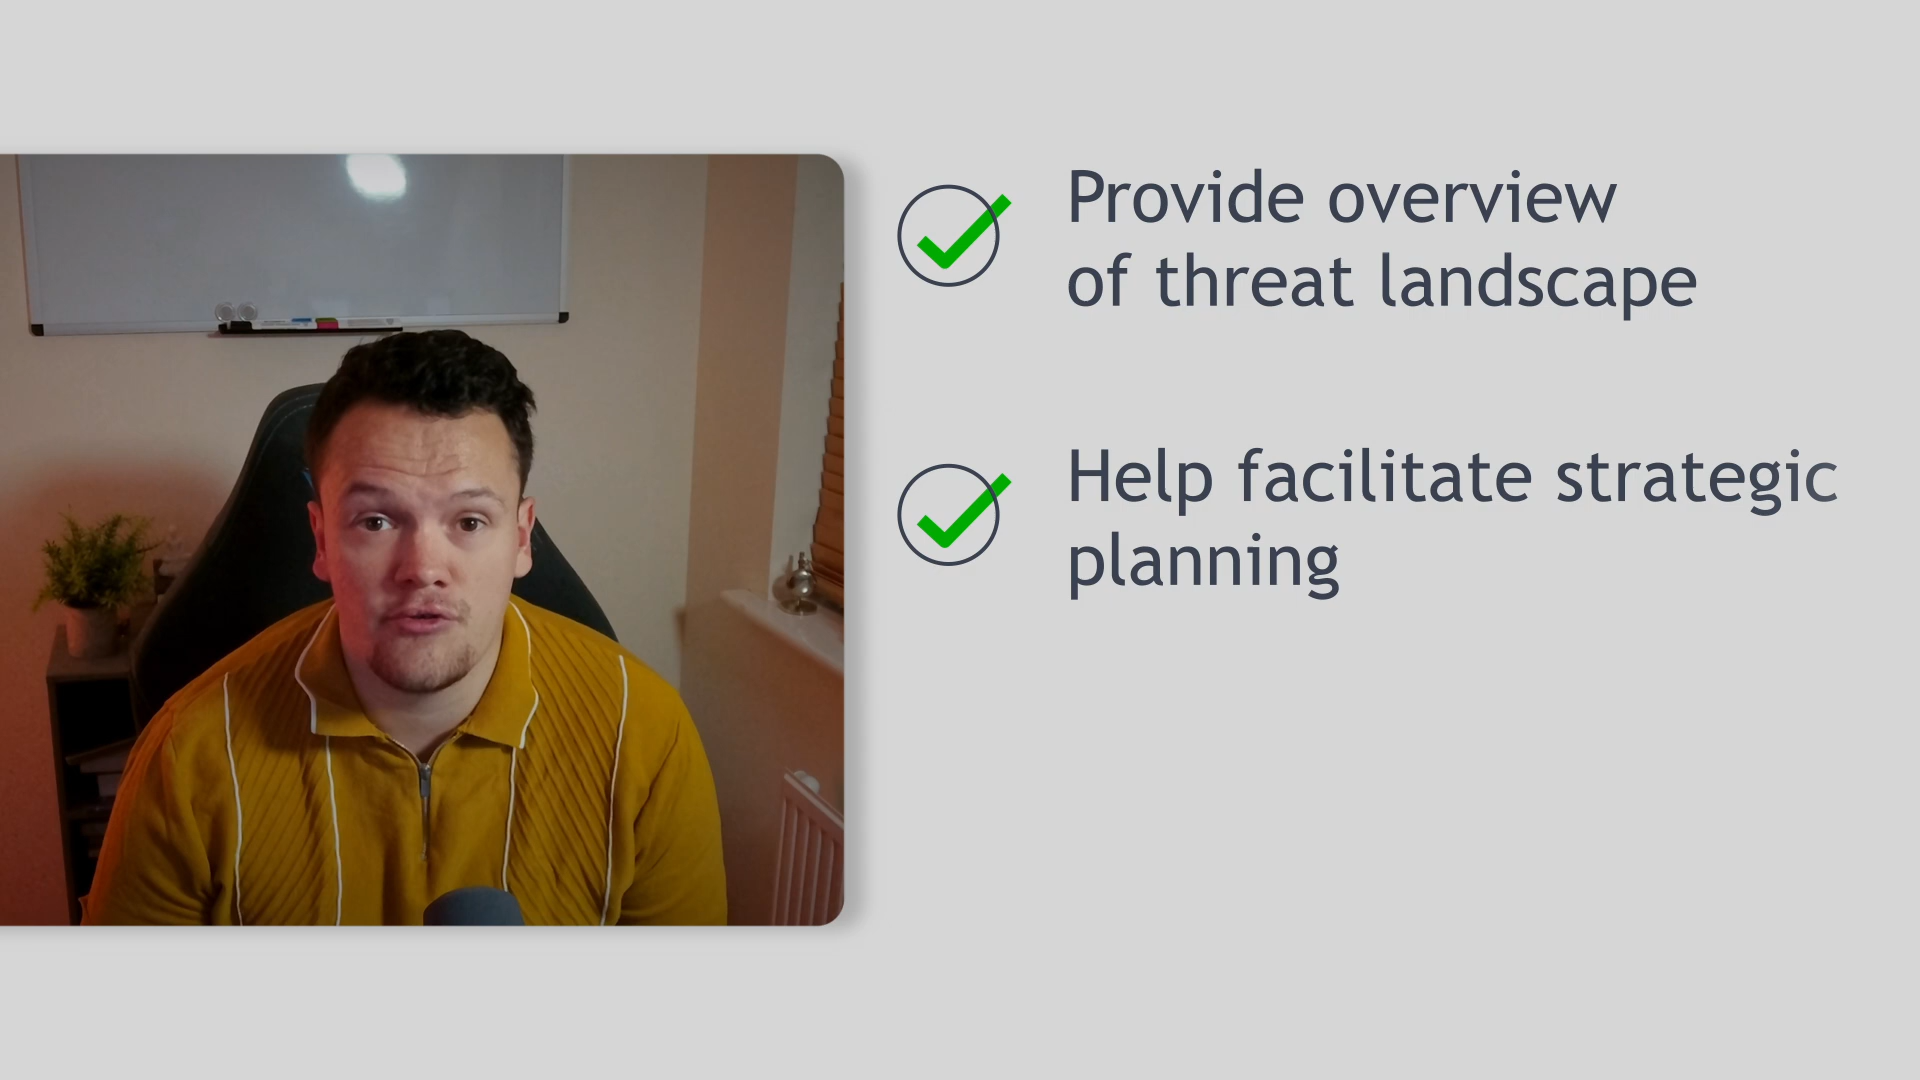 Provide overview
of threat landscape
Help facilitate strategic
planning